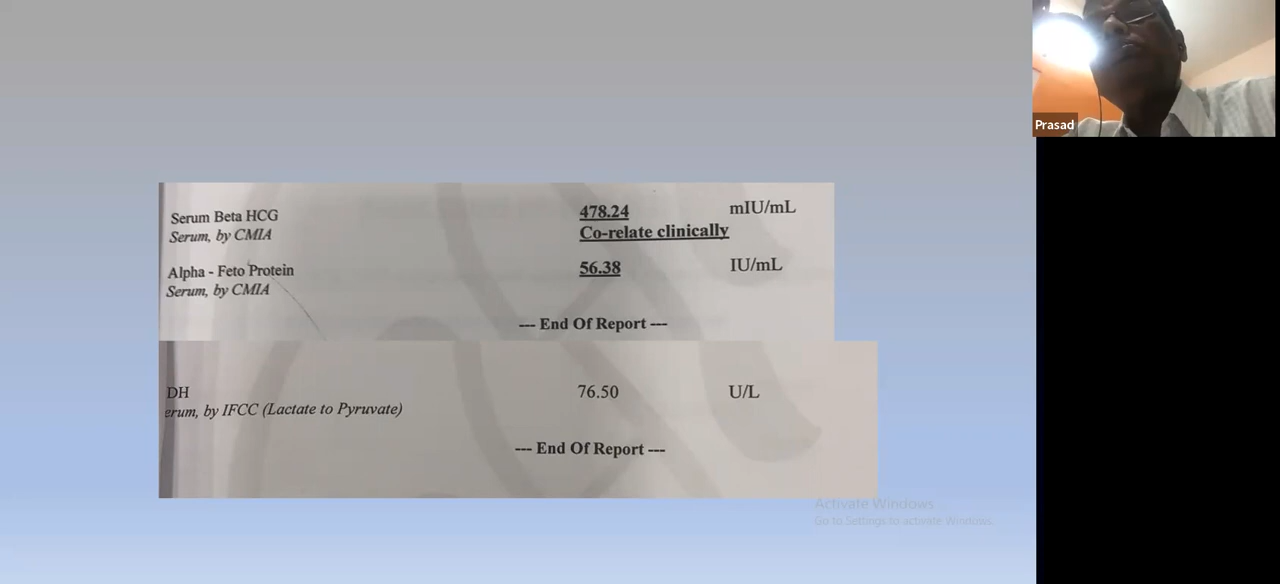 Prasad
Serum Beta HCG 478.24 mIU/mL
Serum, by CMIA Co-relate clinically
Alpha - Feto Protein 56.38 IU/mL
Serum, by CMIA
--- End Of Report ---
DH 76.50 U/L
erum, by IFCC (Lactate to Pyruvate)
--- End Of Report ---
Activate Windows
Go to Settings to activate Windows.